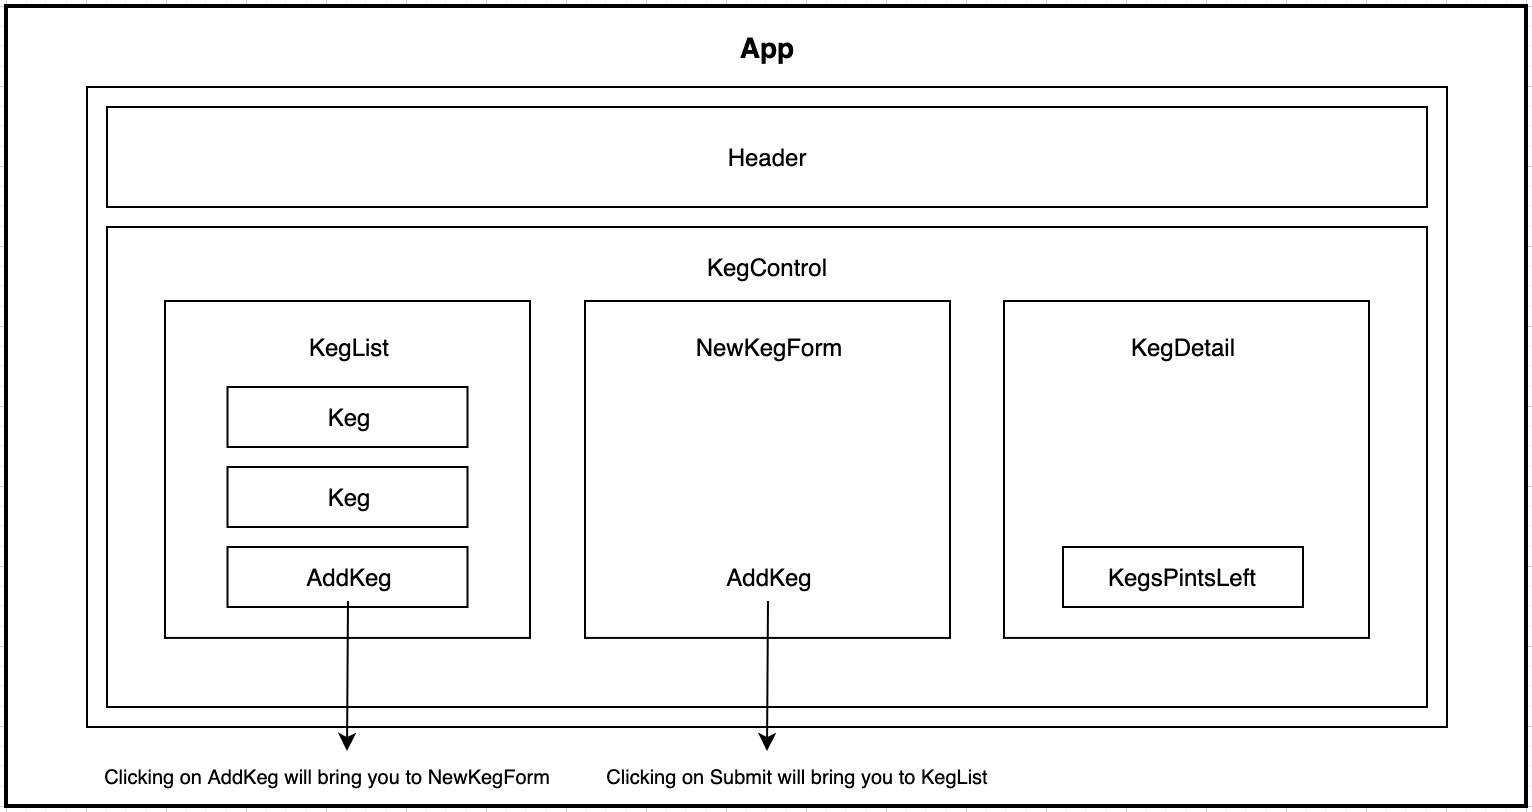 App
Header
KegControl
KegList
Keg
Keg
AddKeg
NewKegForm
AddKeg
KegDetail
KegsPintsLeft
Clicking on AddKeg will bring you to NewKegForm
Clicking on Submit will bring you to KegList